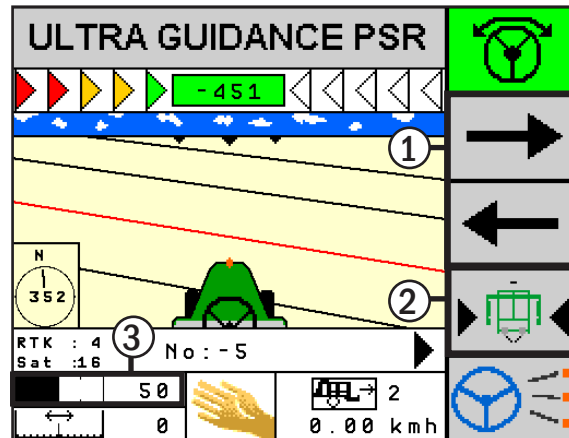 ULTRA GUIDANCE PSR
-451
1
N
352
2
RTK : 4
Sat :16
3
No:-5
50
2
0
0.00 kmh